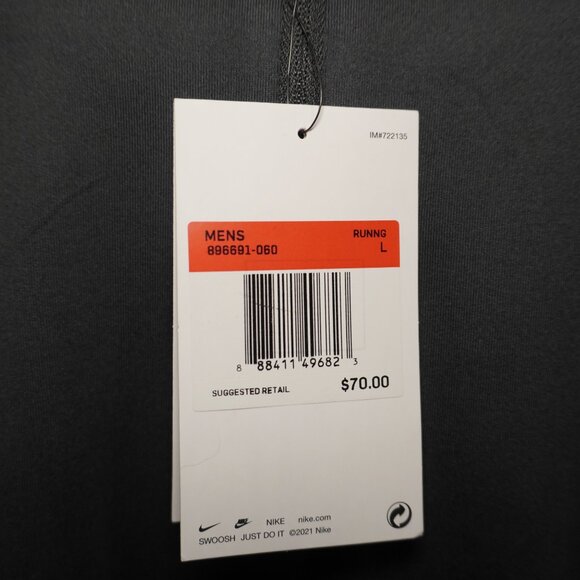 IM#722135
MENS RUNNG
896691-060 L
8 88411 49682 3
SUGGESTED RETAIL $70.00
NIKE nike.com
SWOOSH JUST DO IT ©2021 Nike